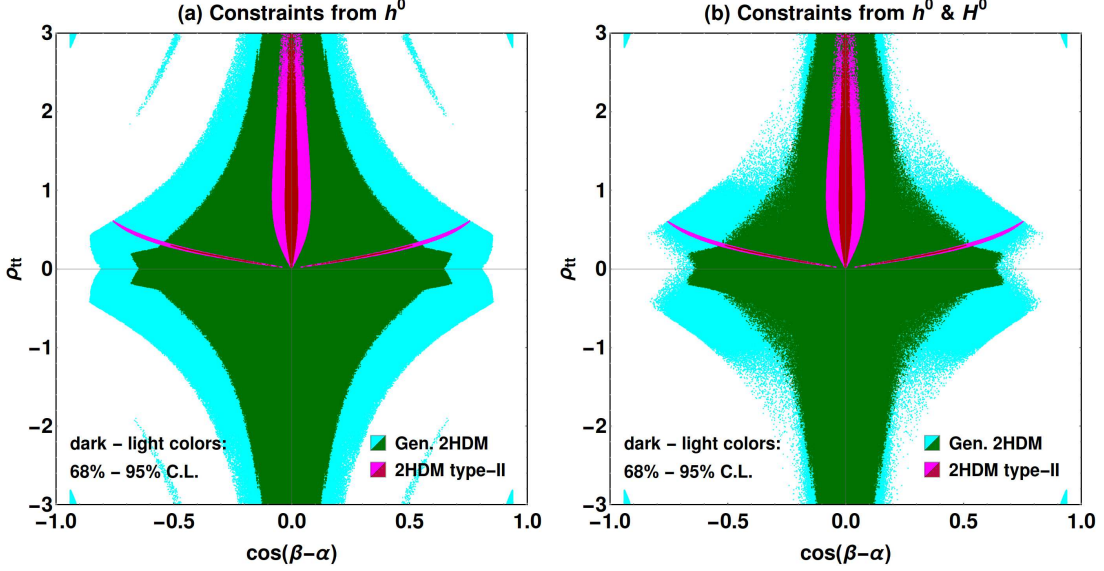 (a) Constraints from h⁰
3
2
1
0
−1
−2
−3
ρtt
dark − light colors:
68% − 95% C.L.
Gen. 2HDM
2HDM type−II
−1.0 −0.5 0.0 0.5 1.0
cos(β−α)
(b) Constraints from h⁰ & H⁰
3
2
1
0
−1
−2
−3
ρtt
dark − light colors:
68% − 95% C.L.
Gen. 2HDM
2HDM type−II
−1.0 −0.5 0.0 0.5 1.0
cos(β−α)